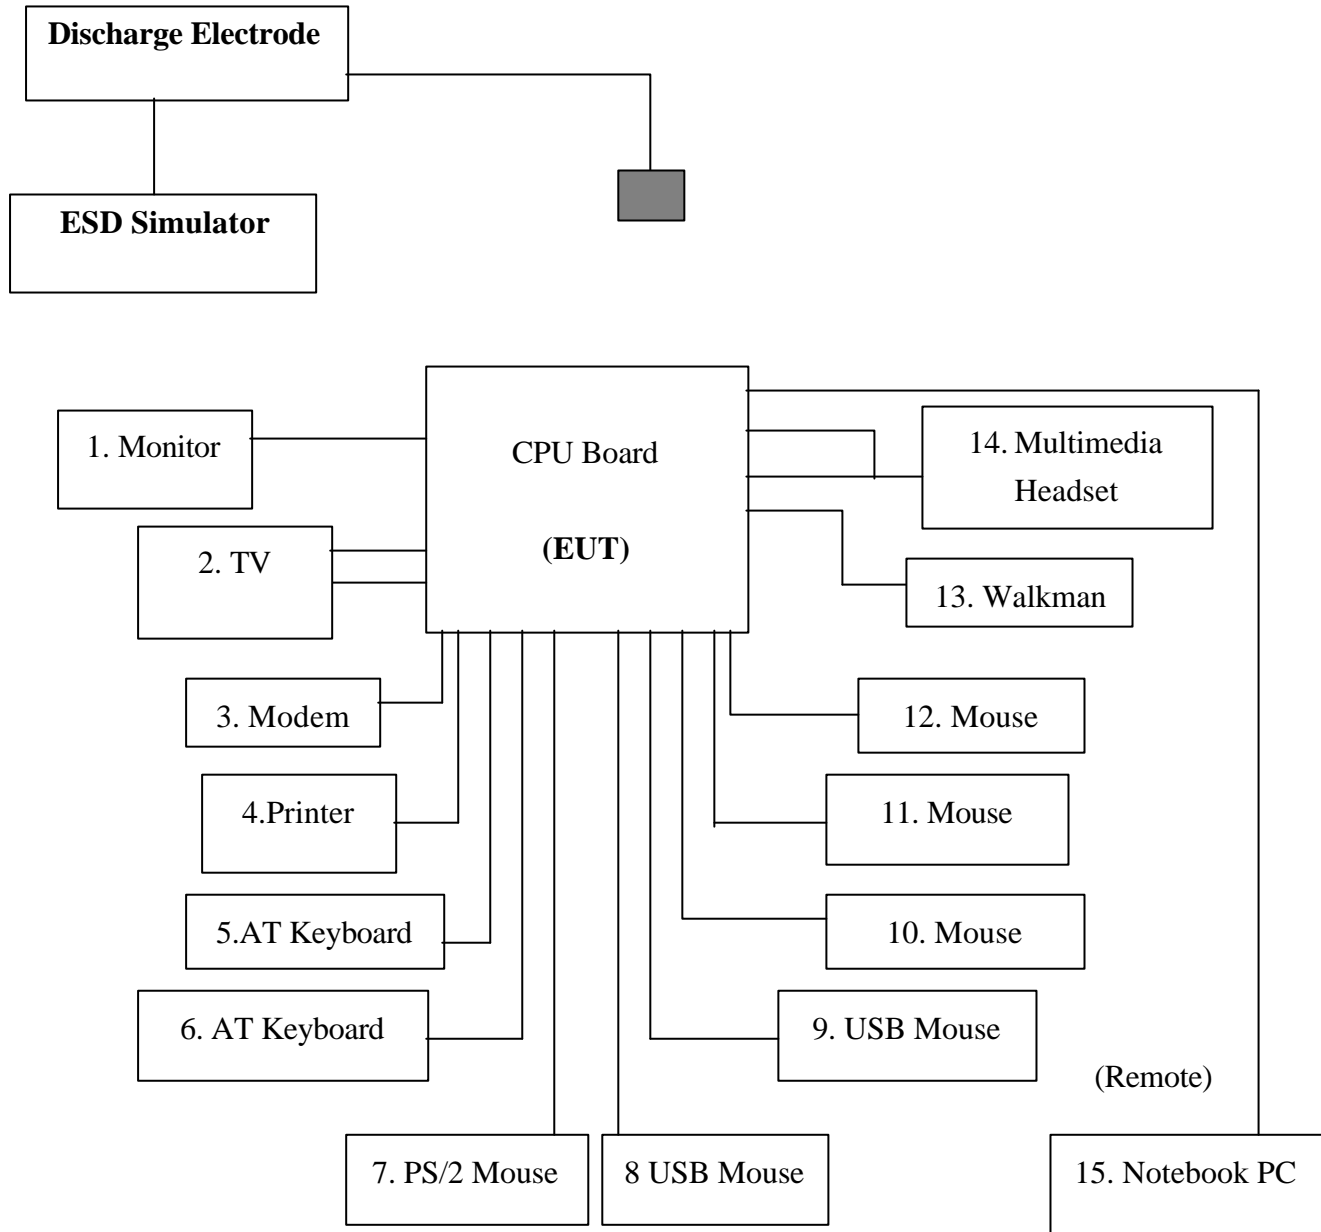 Discharge Electrode
ESD Simulator
CPU Board
(EUT)
1. Monitor
2. TV
3. Modem
4.Printer
5.AT Keyboard
6. AT Keyboard
7. PS/2 Mouse
8 USB Mouse
9. USB Mouse
10. Mouse
11. Mouse
12. Mouse
13. Walkman
14. Multimedia
Headset
(Remote)
15. Notebook PC